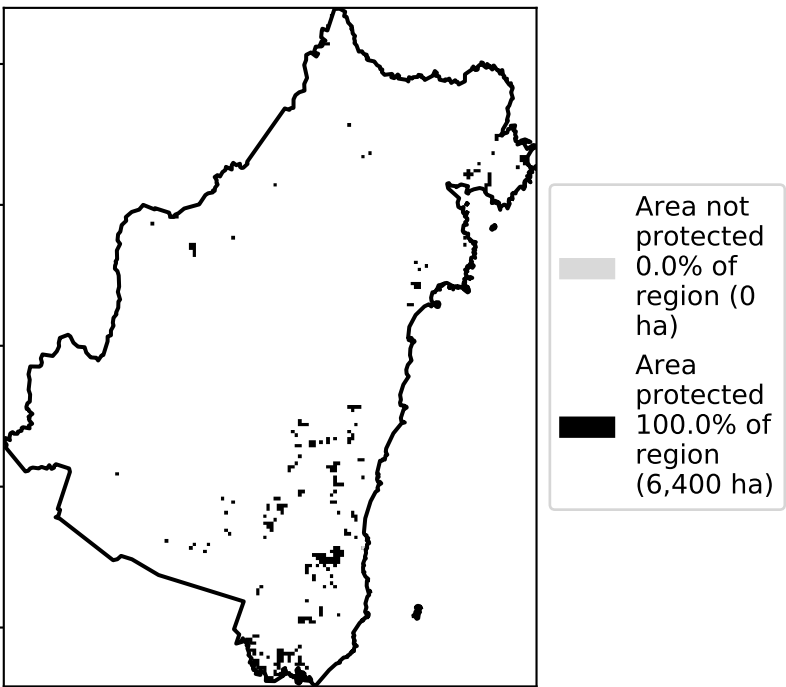 Area not
protected
0.0% of
region (0
ha)
Area
protected
100.0% of
region
(6,400 ha)